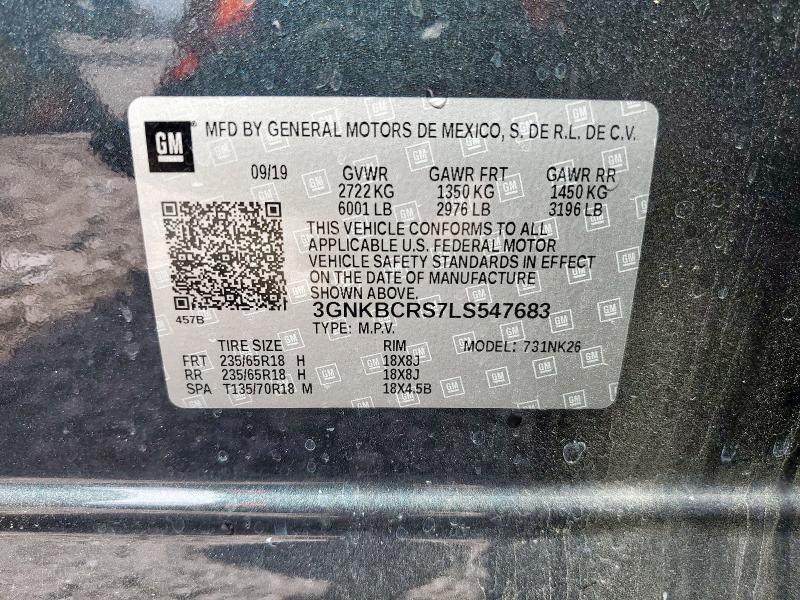 GM
MFD BY GENERAL MOTORS DE MEXICO, S, DE R.L. DE C.V.
09/19 GVWR GAWR FRT GAWR RR
2722 KG 1350 KG 1450 KG
6001 LB 2976 LB 3196 LB
THIS VEHICLE CONFORMS TO ALL
APPLICABLE U.S. FEDERAL MOTOR
VEHICLE SAFETY STANDARDS IN EFFECT
ON THE DATE OF MANUFACTURE
SHOWN ABOVE.
3GNKBCRS7LS547683
457B
TYPE: M.P.V.
TIRE SIZE RIM MODEL: 731NK26
FRT 235/65R18 H 18X8J
RR 235/65R18 H 18X8J
SPA T135/70R18 M 18X4.5B